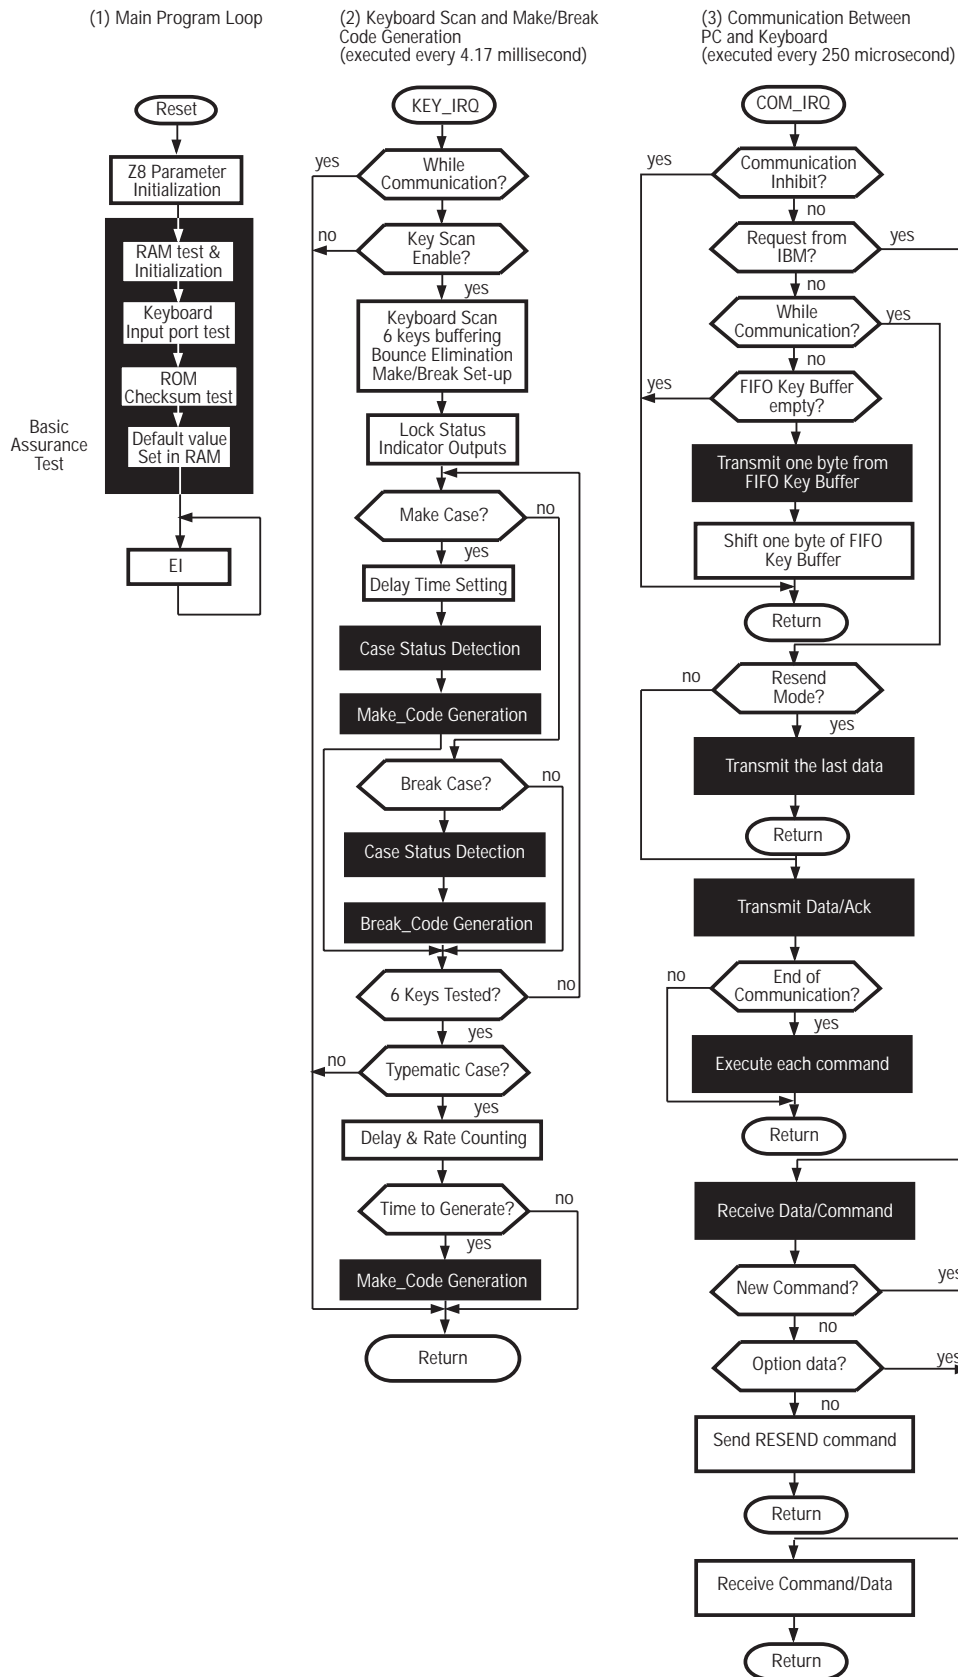 (1) Main Program Loop
Reset
Z8 Parameter
Initialization
RAM test &
Initialization
Keyboard
Input port test
ROM
Checksum test
Default value
Set in RAM
Basic
Assurance
Test
EI
(2) Keyboard Scan and Make/Break
Code Generation
(executed every 4.17 millisecond)
KEY_IRQ
yes
While
Communication?
no
Key Scan
Enable?
yes
Keyboard Scan
6 keys buffering
Bounce Elimination
Make/Break Set-up
Lock Status
Indicator Outputs
Make Case?
no
yes
Delay Time Setting
Case Status Detection
Make_Code Generation
Break Case?
no
Case Status Detection
Break_Code Generation
6 Keys Tested?
no
yes
no
Typematic Case?
yes
Delay & Rate Counting
Time to Generate?
no
yes
Make_Code Generation
Return
(3) Communication Between
PC and Keyboard
(executed every 250 microsecond)
COM_IRQ
yes
Communication
Inhibit?
no
Request from
IBM?
yes
no
While
Communication?
yes
no
yes
FIFO Key Buffer
empty?
Transmit one byte from
FIFO Key Buffer
Shift one byte of FIFO
Key Buffer
Return
no
Resend
Mode?
yes
Transmit the last data
Return
Transmit Data/Ack
no
End of
Communication?
yes
Execute each command
Return
Receive Data/Command
New Command?
yes
no
Option data?
yes
no
Send RESEND command
Return
Receive Command/Data
Return